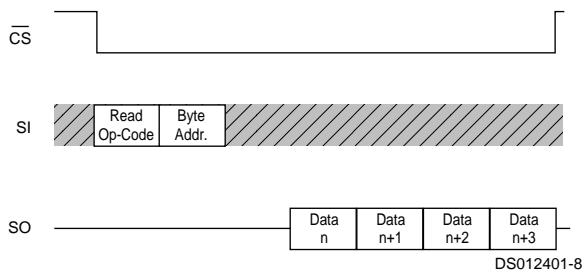 CS
SI
Read
Op-Code
Byte
Addr.
SO
Data
n
Data
n+1
Data
n+2
Data
n+3
DS012401-8